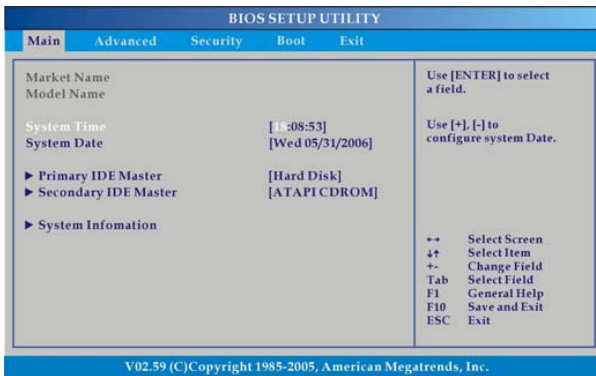 BIOS SETUP UTILITY
Main Advanced Security Boot Exit
Market Name
Model Name
System Time [18:08:53]
System Date [Wed 05/31/2006]
▶ Primary IDE Master [Hard Disk]
▶ Secondary IDE Master [ATAPI CDROM]
▶ System Infomation
Use [ENTER] to select
a field.
Use [+], [-] to
configure system Date.
↔ Select Screen
↓↑ Select Item
+- Change Field
Tab Select Field
F1 General Help
F10 Save and Exit
ESC Exit
V02.59 (C)Copyright 1985-2005, American Megatrends, Inc.